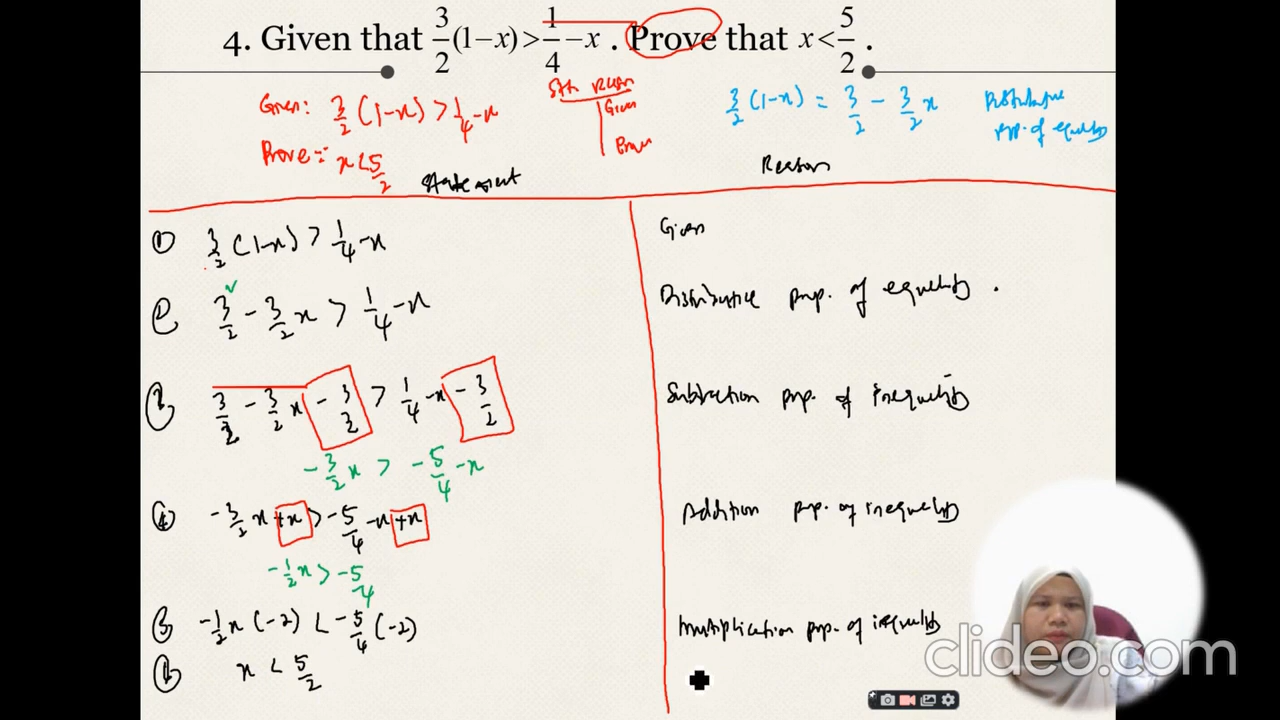 4. Given that 3/2 (1−x) > 1/4 − x . Prove that x < 5/2 .
Given: 3/2 (1−x) > 1/4 − x
Prove: x < 5/2
Statement
Given
Prove
3/2 (1−x) = 3/2 − 3/2 x
prop. of equality
Reason
① 3/2 (1−x) > 1/4 − x
Given
② 3/2 − 3/2 x > 1/4 − x
Distributive prop. of equality .
③ 3/2 − 3/2 x − 3/2 > 1/4 − x − 3/2
Subtraction prop. of inequality
− 3/2 x > − 5/4 − x
④ − 3/2 x + x > − 5/4 − x + x
Addition prop. of inequality
− 1/2 x > − 5/4
⑤ − 1/2 x (−2) < − 5/4 (−2)
Multiplication prop. of inequality
⑥ x < 5/2
clideo.com